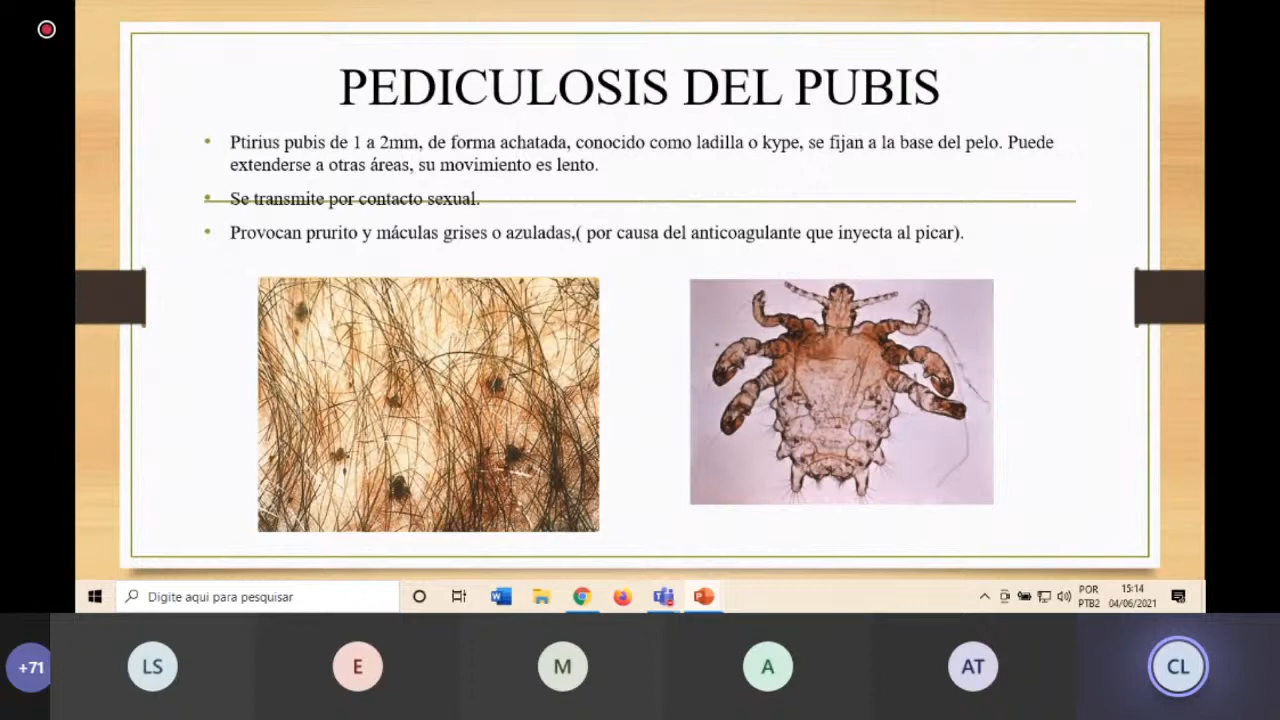 PEDICULOSIS DEL PUBIS
• Ptirius pubis de 1 a 2mm, de forma achatada, conocido como ladilla o kype, se fijan a la base del pelo. Puede
extenderse a otras áreas, su movimiento es lento.
• Se transmite por contacto sexual.
• Provocan prurito y máculas grises o azuladas,( por causa del anticoagulante que inyecta al picar).
Digite aqui para pesquisar
POR
PTB2
15:14
04/06/2021
+71
LS
E
M
A
AT
CL